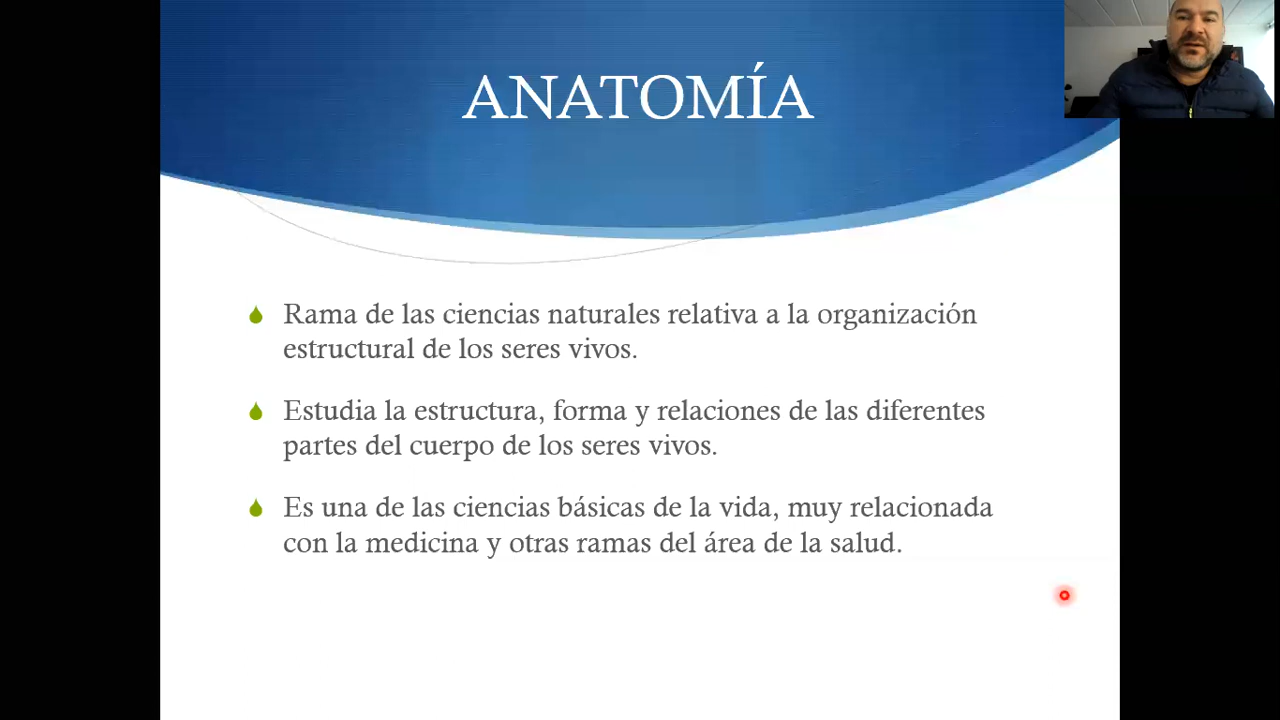 ANATOMÍA
Rama de las ciencias naturales relativa a la organización
estructural de los seres vivos.
Estudia la estructura, forma y relaciones de las diferentes
partes del cuerpo de los seres vivos.
Es una de las ciencias básicas de la vida, muy relacionada
con la medicina y otras ramas del área de la salud.